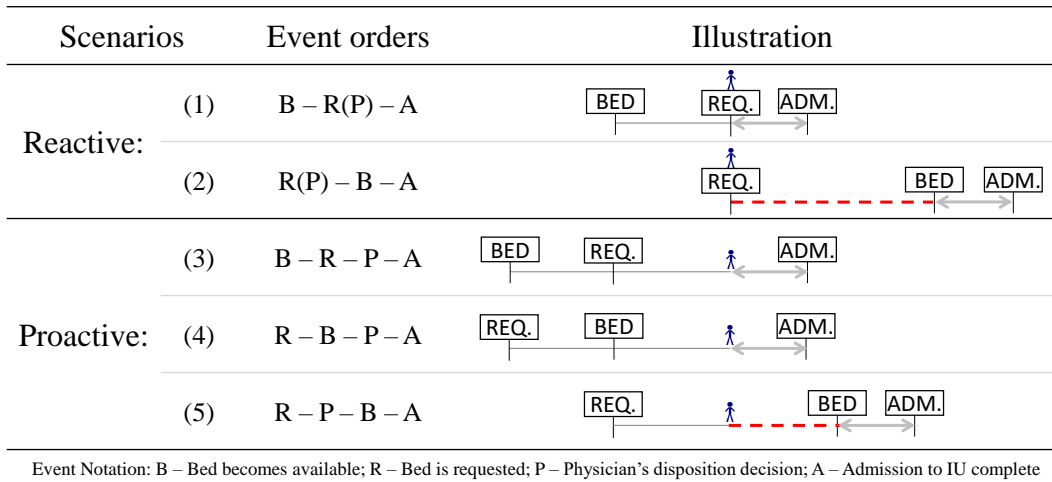 Scenarios Event orders Illustration
Reactive:
(1) B – R(P) – A BED REQ. ADM.
(2) R(P) – B – A REQ. BED ADM.
Proactive:
(3) B – R – P – A BED REQ. ADM.
(4) R – B – P – A REQ. BED ADM.
(5) R – P – B – A REQ. BED ADM.
Event Notation: B – Bed becomes available; R – Bed is requested; P – Physician's disposition decision; A – Admission to IU complete